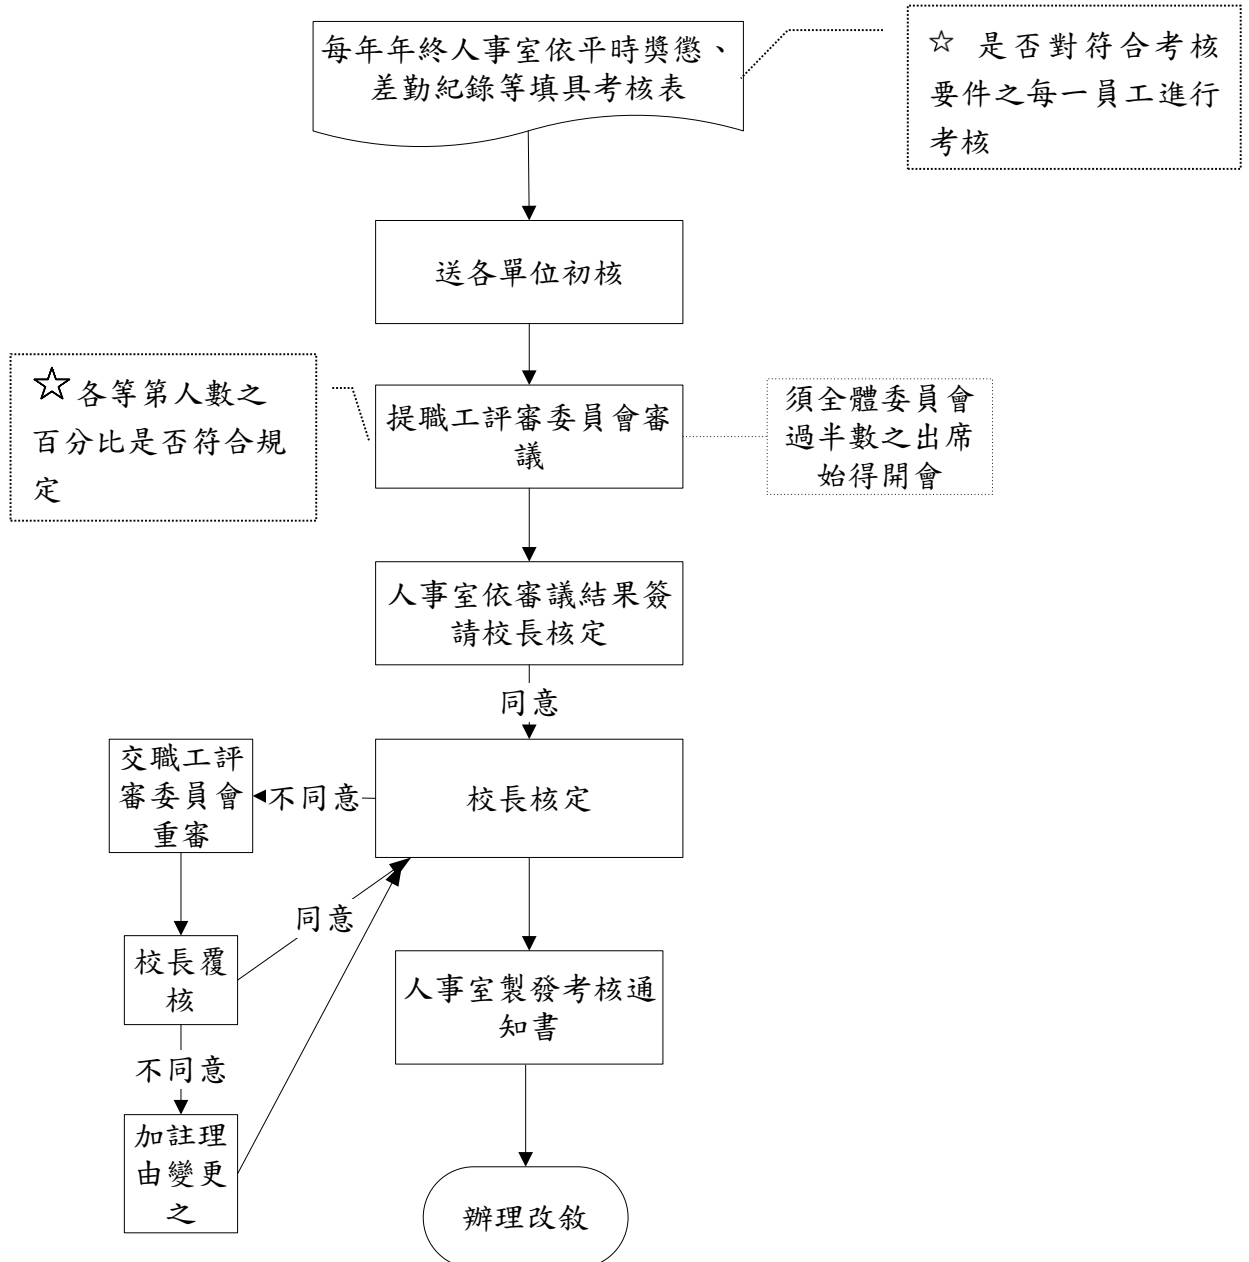 每年年終人事室依平時獎懲、
差勤紀錄等填具考核表
☆ 是否對符合考核
要件之每一員工進行
考核
送各單位初核
☆各等第人數之
百分比是否符合規
定
提職工評審委員會審
議
須全體委員會
過半數之出席
始得開會
人事室依審議結果簽
請校長核定
同意
交職工評
審委員會
重審
不同意
校長核定
同意
校長覆
核
人事室製發考核通
知書
不同意
加註理
由變更
之
辦理改敘